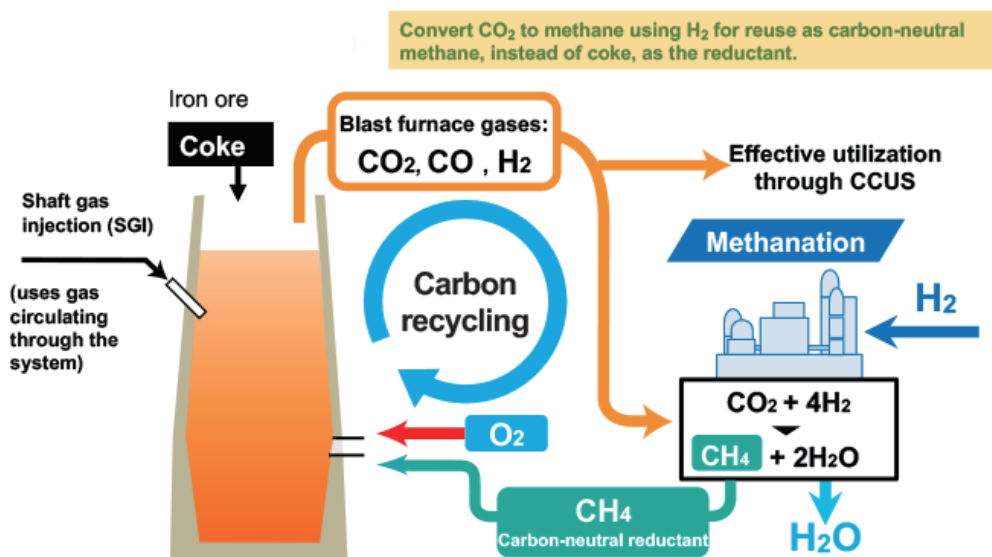 Convert CO₂ to methane using H₂ for reuse as carbon-neutral
methane, instead of coke, as the reductant.
Iron ore
Coke
Blast furnace gases:
CO₂, CO , H₂
Effective utilization
through CCUS
Shaft gas
injection (SGI)
(uses gas
circulating
through the
system)
Carbon
recycling
Methanation
H₂
CO₂ + 4H₂
CH₄ + 2H₂O
O₂
CH₄
Carbon-neutral reductant
H₂O